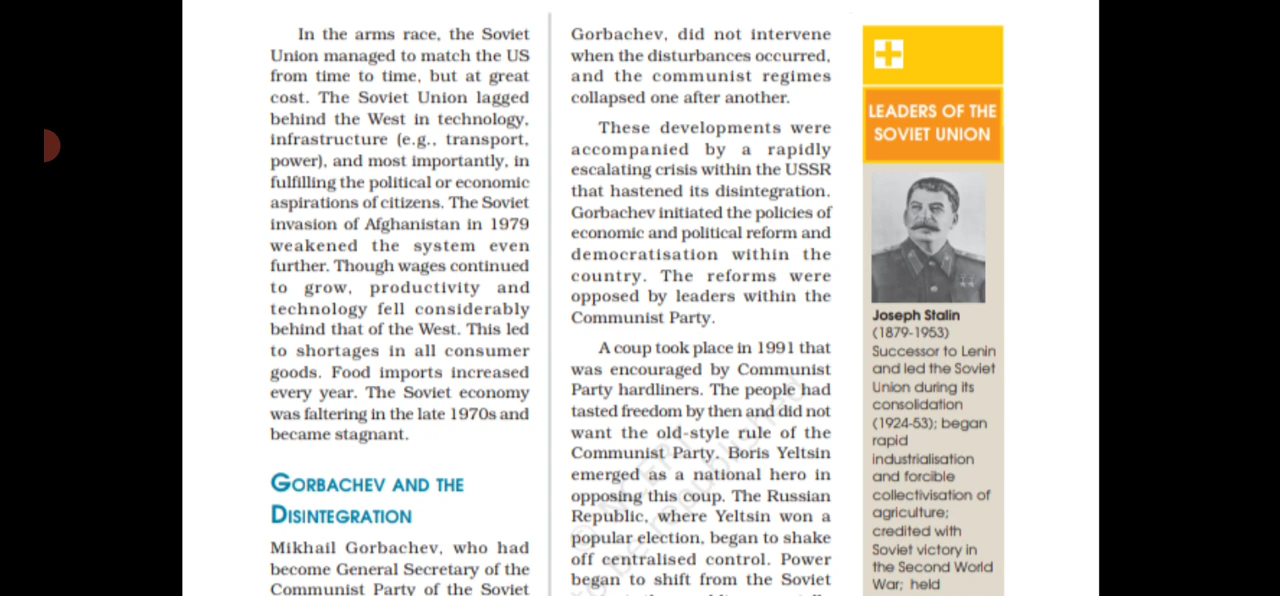 In the arms race, the Soviet
Union managed to match the US
from time to time, but at great
cost. The Soviet Union lagged
behind the West in technology,
infrastructure (e.g., transport,
power), and most importantly, in
fulfilling the political or economic
aspirations of citizens. The Soviet
invasion of Afghanistan in 1979
weakened the system even
further. Though wages continued
to grow, productivity and
technology fell considerably
behind that of the West. This led
to shortages in all consumer
goods. Food imports increased
every year. The Soviet economy
was faltering in the late 1970s and
became stagnant.
GORBACHEV AND THE
DISINTEGRATION
Mikhail Gorbachev, who had
become General Secretary of the
Communist Party of the Soviet
Gorbachev, did not intervene
when the disturbances occurred,
and the communist regimes
collapsed one after another.
These developments were
accompanied by a rapidly
escalating crisis within the USSR
that hastened its disintegration.
Gorbachev initiated the policies of
economic and political reform and
democratisation within the
country. The reforms were
opposed by leaders within the
Communist Party.
A coup took place in 1991 that
was encouraged by Communist
Party hardliners. The people had
tasted freedom by then and did not
want the old-style rule of the
Communist Party. Boris Yeltsin
emerged as a national hero in
opposing this coup. The Russian
Republic, where Yeltsin won a
popular election, began to shake
off centralised control. Power
began to shift from the Soviet
LEADERS OF THE
SOVIET UNION
Joseph Stalin
(1879-1953)
Successor to Lenin
and led the Soviet
Union during its
consolidation
(1924-53); began
rapid
industrialisation
and forcible
collectivisation of
agriculture;
credited with
Soviet victory in
the Second World
War; held